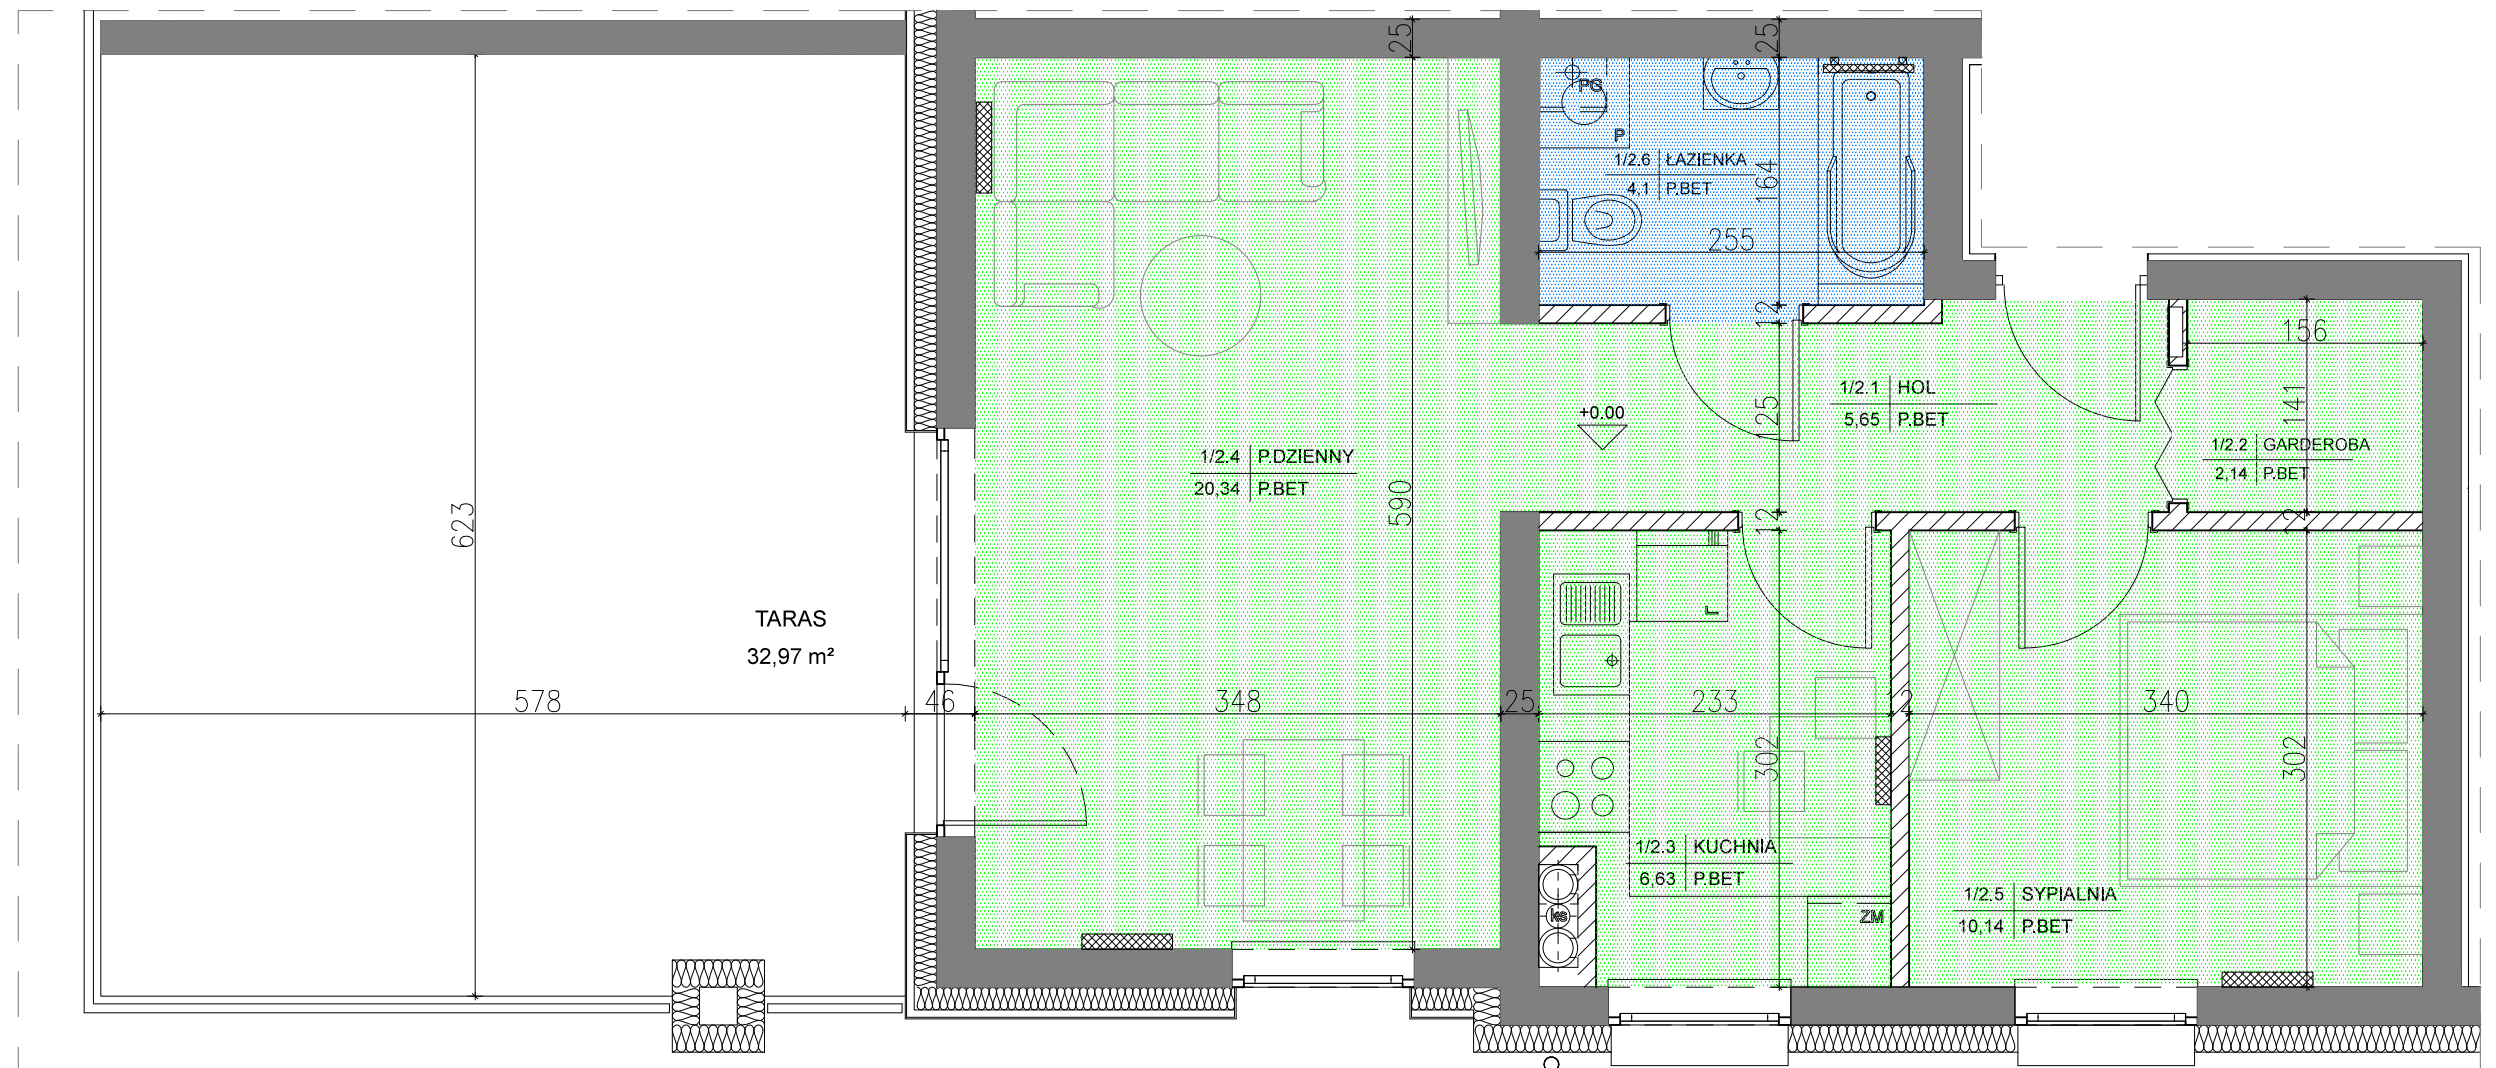 25
25
PG
P
1/2.6 ŁAZIENKA
4,1 P.BET
164
255
12
156
1/2.1 HOL
5,65 P.BET
125
141
+0.00
1/2.2 GARDEROBA
2,14 P.BET
1/2.4 P.DZIENNY
20,34 P.BET
590
623
12
12
L
TARAS
32,97 m²
578
46
348
25
233
12
340
302
302
1/2.3 KUCHNIA
6,63 P.BET
1/2.5 SYPIALNIA
10,14 P.BET
ks
ZM